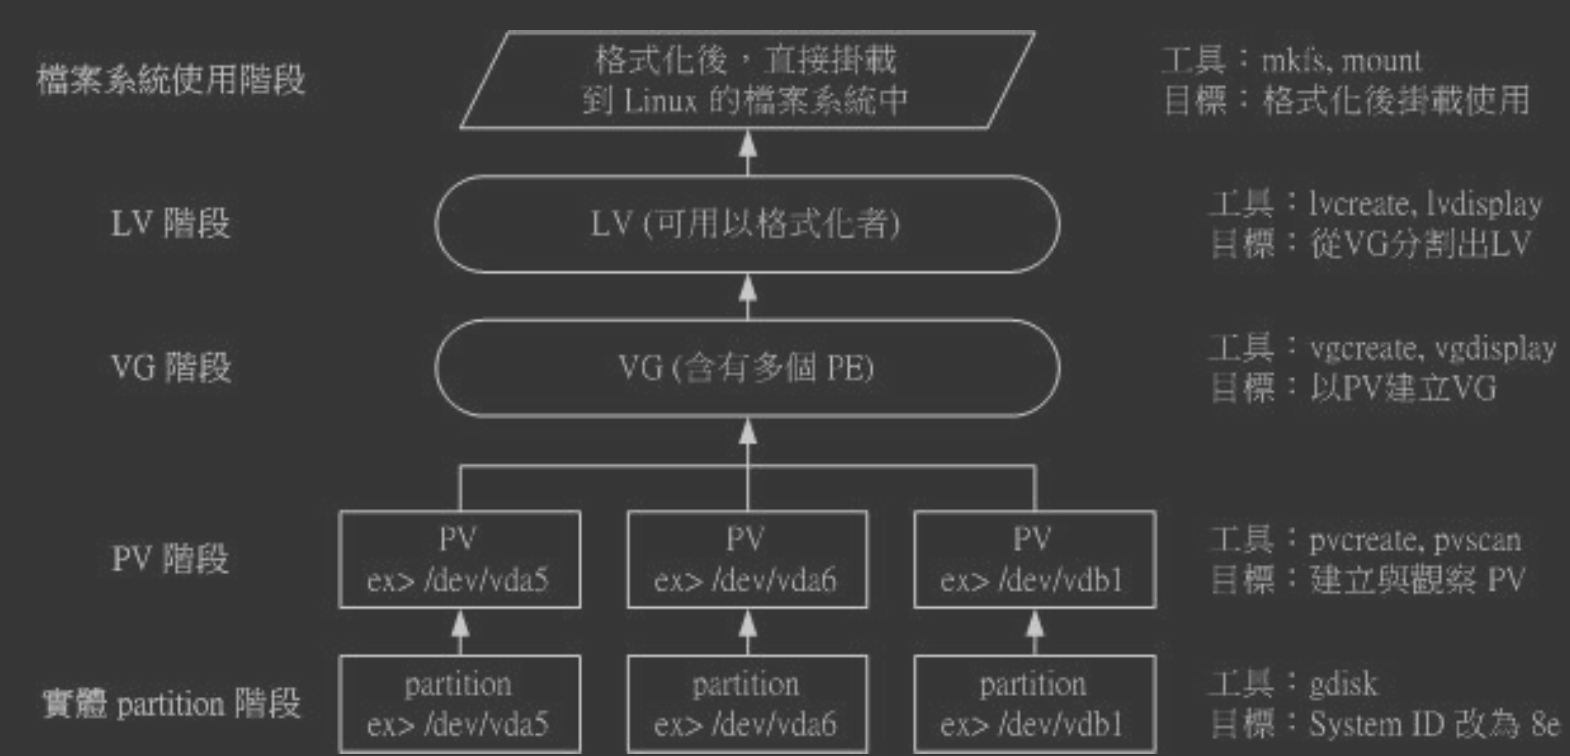 檔案系統使用階段
格式化後，直接掛載
到 Linux 的檔案系統中
工具：mkfs, mount
目標：格式化後掛載使用
LV 階段
LV (可用以格式化者)
工具：lvcreate, lvdisplay
目標：從VG分割出LV
VG 階段
VG (含有多個 PE)
工具：vgcreate, vgdisplay
目標：以PV建立VG
PV 階段
PV
ex> /dev/vda5
PV
ex> /dev/vda6
PV
ex> /dev/vdb1
工具：pvcreate, pvscan
目標：建立與觀察 PV
實體 partition 階段
partition
ex> /dev/vda5
partition
ex> /dev/vda6
partition
ex> /dev/vdb1
工具：gdisk
目標：System ID 改為 8e